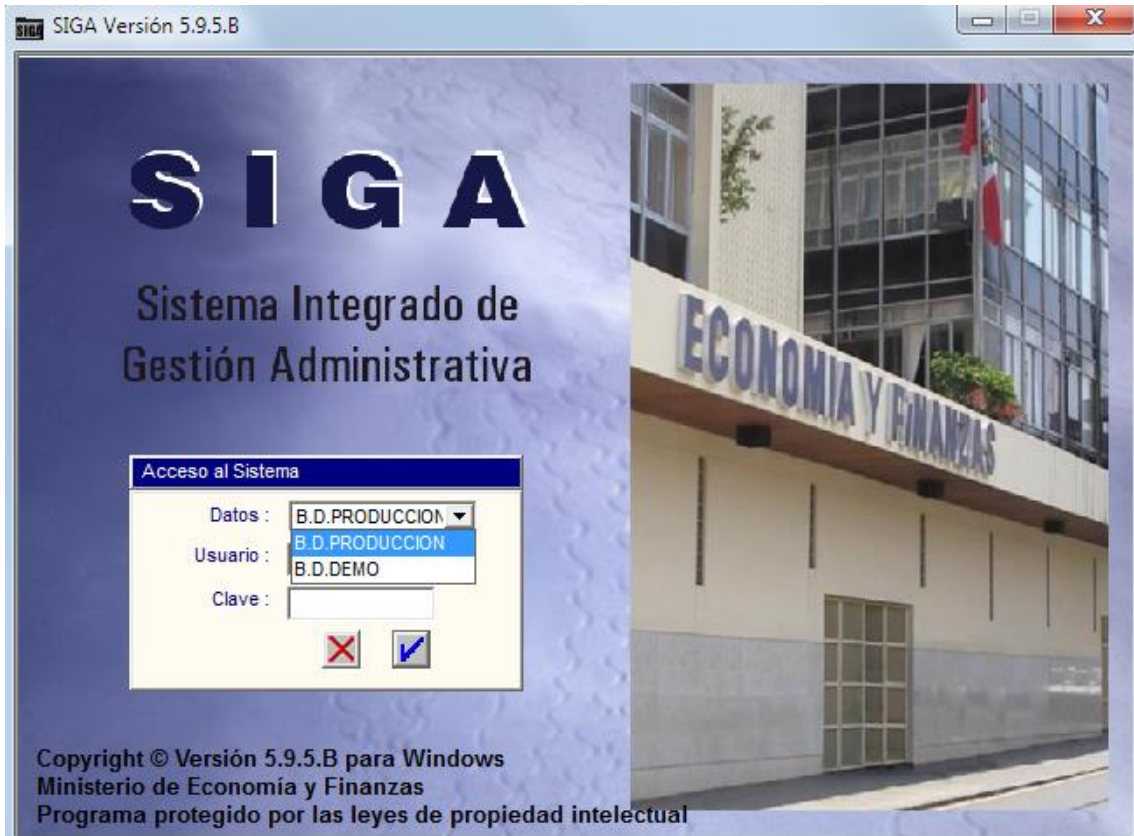 SIGA Versión 5.9.5.B
SIGA
Sistema Integrado de
Gestión Administrativa
ECONOMIA Y FiNANZAS
Acceso al Sistema
Datos : B.D.PRODUCCION
B.D.PRODUCCION
Usuario :
B.D.DEMO
Clave :
Copyright © Versión 5.9.5.B para Windows
Ministerio de Economía y Finanzas
Programa protegido por las leyes de propiedad intelectual